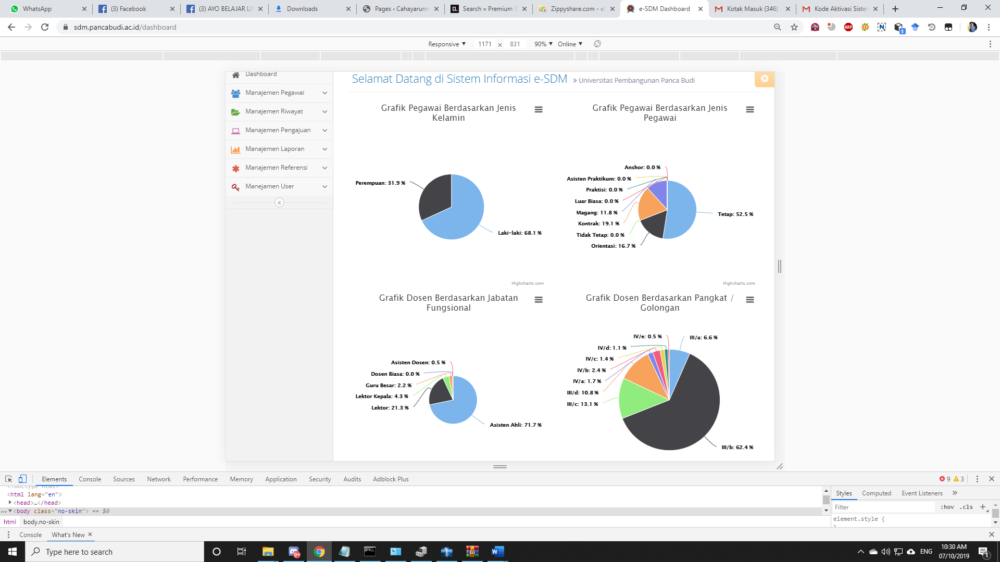 WhatsApp
(3) Facebook
(3) AYO BELAJAR LI
Downloads
Pages ‹ Cahayarunn
Search » Premium S
Zippyshare.com - e
e-SDM Dashboard
Kotak Masuk (346)
Kode Aktivasi Sister
sdm.pancabudi.ac.id/dashboard
ABP
1
Responsive
1171 × 831
90%
Online
Dashboard
Manajemen Pegawai
Manajemen Riwayat
Manajemen Pengajuan
Manajemen Laporan
Manajemen Referensi
Manejamen User
Selamat Datang di Sistem Informasi e-SDM » Universitas Pembangunan Panca Budi
Grafik Pegawai Berdasarkan Jenis
Kelamin
Perempuan: 31.9 %
Laki-laki: 68.1 %
Highcharts.com
Grafik Pegawai Berdasarkan Jenis
Pegawai
Anshor: 0.0 %
Asisten Praktikum: 0.0 %
Praktisi: 0.0 %
Luar Biasa: 0.0 %
Magang: 11.8 %
Kontrak: 19.1 %
Tidak Tetap: 0.0 %
Orientasi: 16.7 %
Tetap: 52.5 %
Highcharts.com
Grafik Dosen Berdasarkan Jabatan
Fungsional
Asisten Dosen: 0.5 %
Dosen Biasa: 0.0 %
Guru Besar: 2.2 %
Lektor Kepala: 4.3 %
Lektor: 21.3 %
Asisten Ahli: 71.7 %
Grafik Dosen Berdasarkan Pangkat /
Golongan
IV/e: 0.5 %
IV/d: 1.1 %
IV/c: 1.4 %
IV/b: 2.4 %
IV/a: 1.7 %
III/d: 10.8 %
III/c: 13.1 %
III/a: 6.6 %
III/b: 62.4 %
Elements Console Sources Network Performance Memory Application Security Audits Adblock Plus
9 3
<!doctype html>
<html lang="en">
<head>…</head>
<body class="no-skin"> == $0
html body.no-skin
Styles Computed Event Listeners »
Filter :hov .cls +
element.style {
Console What's New
Type here to search
ENG
10:30 AM
07/10/2019
1